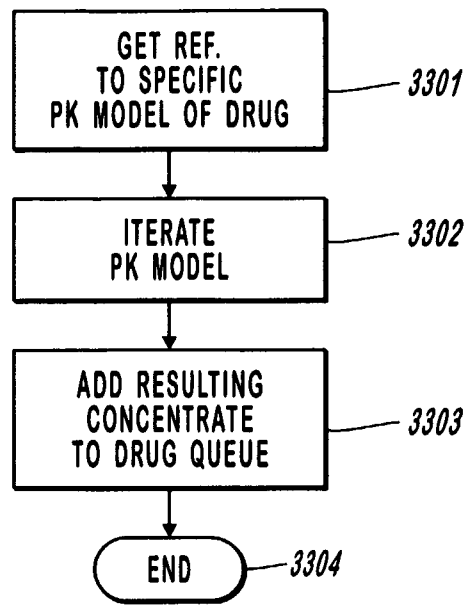 GET REF.
TO SPECIFIC
PK MODEL OF DRUG
3301
ITERATE
PK MODEL
3302
ADD RESULTING
CONCENTRATE
TO DRUG QUEUE
3303
END
3304